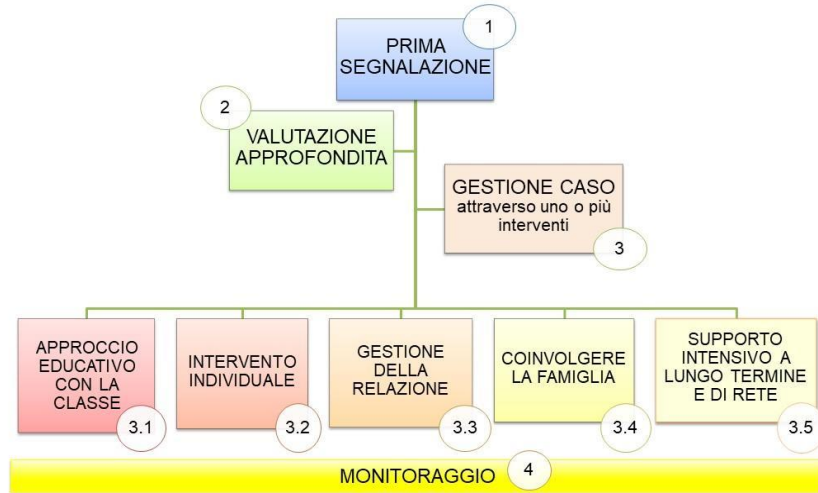 1
PRIMA
SEGNALAZIONE
2
VALUTAZIONE
APPROFONDITA
GESTIONE CASO
attraverso uno o più
interventi
3
APPROCCIO
EDUCATIVO
CON LA
CLASSE
3.1
INTERVENTO
INDIVIDUALE
3.2
GESTIONE
DELLA
RELAZIONE
3.3
COINVOLGERE
LA FAMIGLIA
3.4
SUPPORTO
INTENSIVO A
LUNGO TERMINE
E DI RETE
3.5
MONITORAGGIO 4